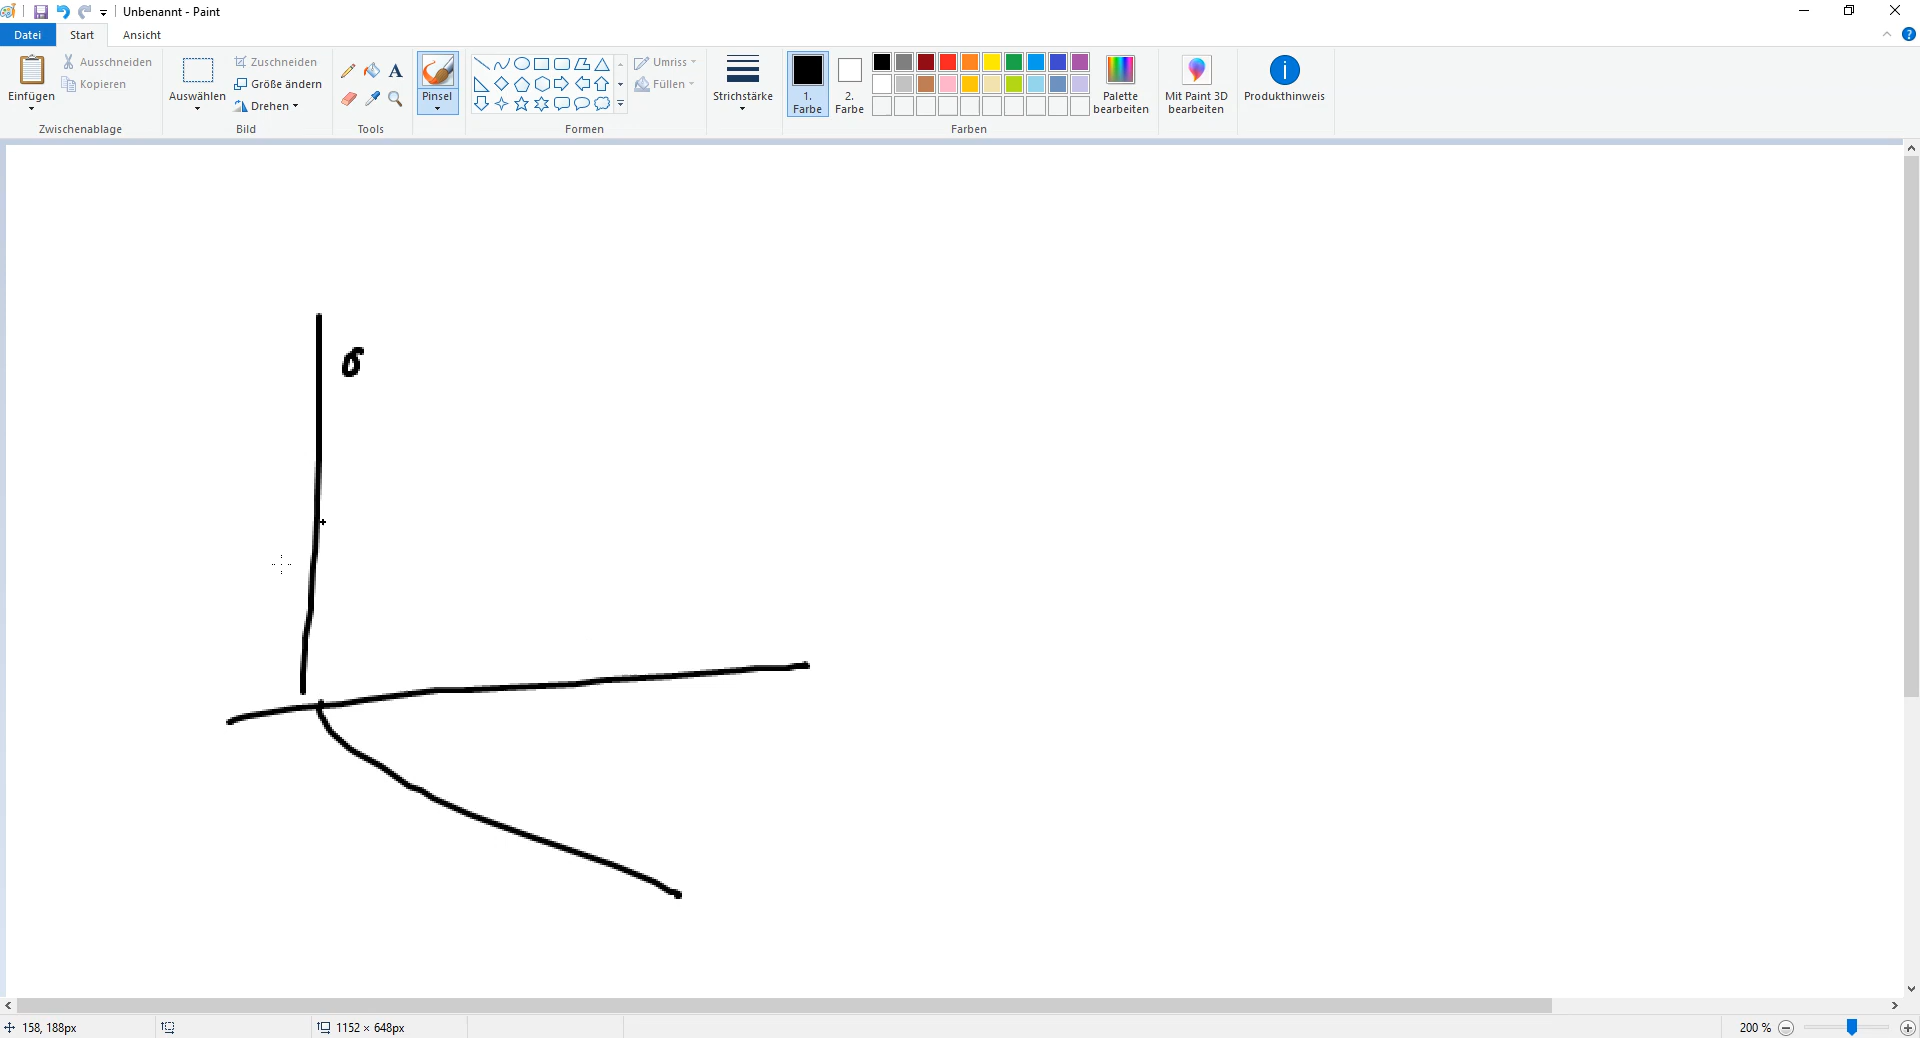 Unbenannt - Paint
Datei Start Ansicht
Einfügen
Ausschneiden
Kopieren
Zwischenablage
Auswählen
Zuschneiden
Größe ändern
Drehen
Bild
A
Tools
Pinsel
Formen
Umriss
Füllen
Strichstärke
1.
Farbe
2.
Farbe
Farben
Palette
bearbeiten
Mit Paint 3D
bearbeiten
Produkthinweis
158, 188px
1152 × 648px
200 %